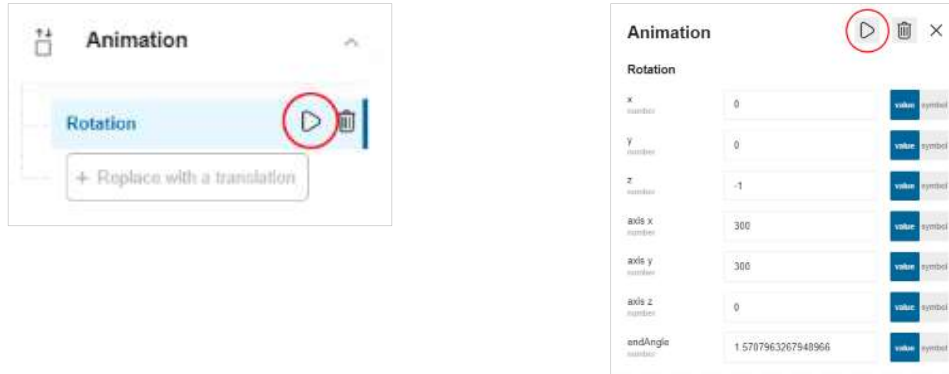 Animation
Rotation
+ Replace with a translation
Animation
Rotation
x
number
0
value symbol
y
number
0
value symbol
z
number
-1
value symbol
axis x
number
300
value symbol
axis y
number
300
value symbol
axis z
number
0
value symbol
endAngle
number
1.5707963267948966
value symbol